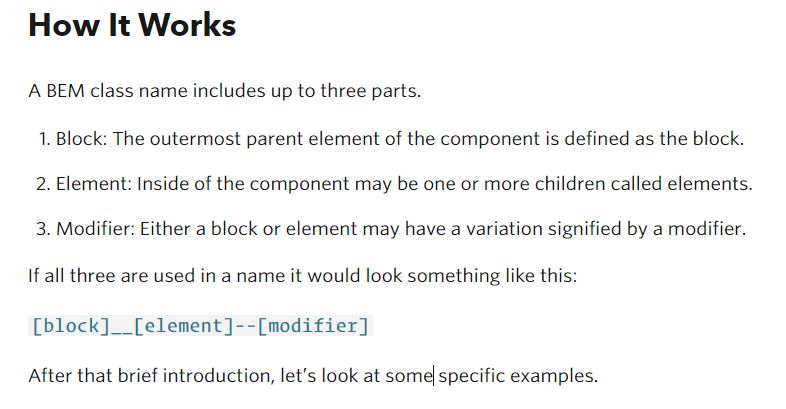 How It Works
A BEM class name includes up to three parts.
1. Block: The outermost parent element of the component is defined as the block.
2. Element: Inside of the component may be one or more children called elements.
3. Modifier: Either a block or element may have a variation signified by a modifier.
If all three are used in a name it would look something like this:
[block]__[element]--[modifier]
After that brief introduction, let’s look at some specific examples.